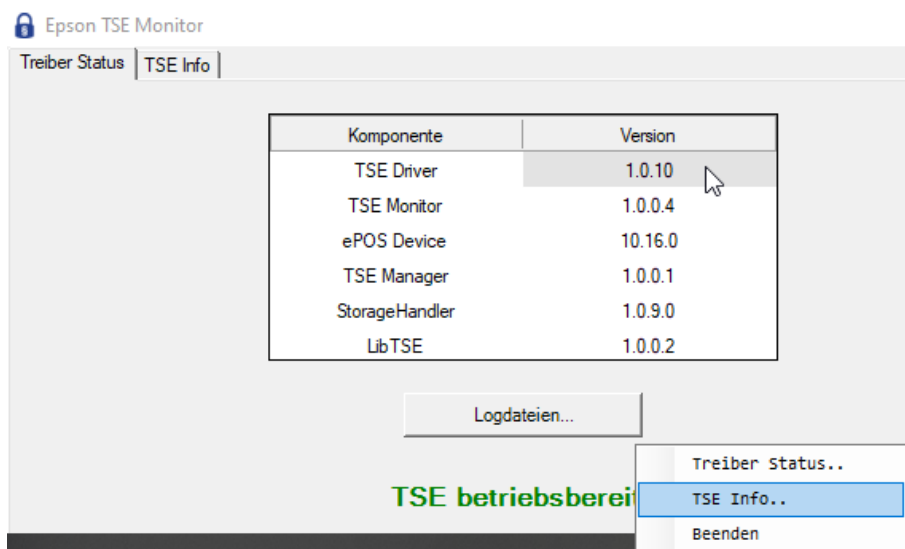 Epson TSE Monitor
Treiber Status TSE Info
Komponente Version
TSE Driver 1.0.10
TSE Monitor 1.0.0.4
ePOS Device 10.16.0
TSE Manager 1.0.0.1
StorageHandler 1.0.9.0
LibTSE 1.0.0.2
Logdateien...
Treiber Status..
TSE betriebsbereit
TSE Info..
Beenden